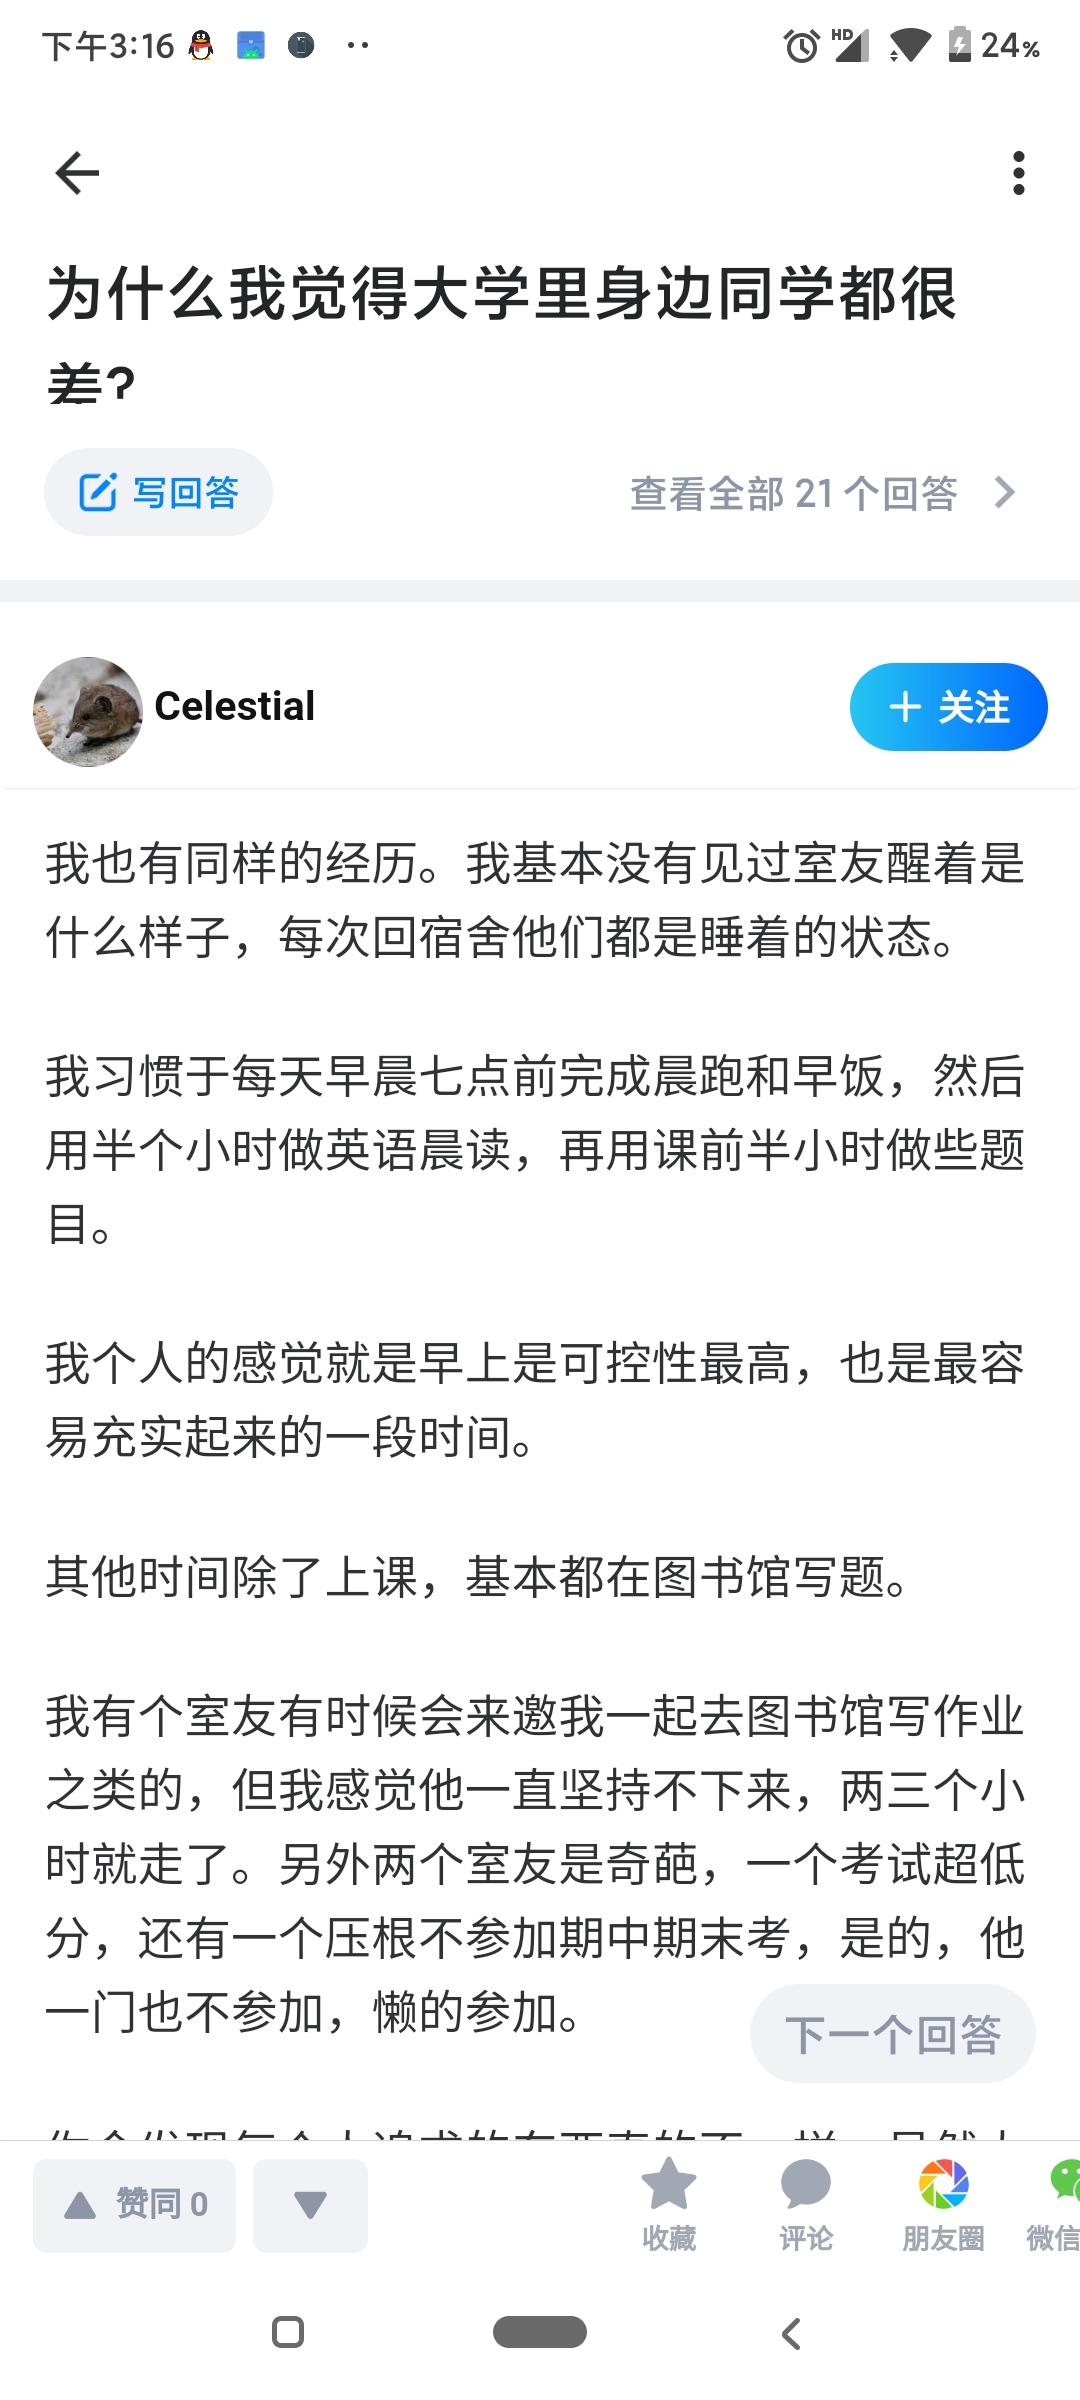 下午3:16
HD
24%
为什么我觉得大学里身边同学都很
差?
写回答
查看全部 21 个回答
Celestial
关注
我也有同样的经历。我基本没有见过室友醒着是
什么样子，每次回宿舍他们都是睡着的状态。
我习惯于每天早晨七点前完成晨跑和早饭，然后
用半个小时做英语晨读，再用课前半小时做些题
目。
我个人的感觉就是早上是可控性最高，也是最容
易充实起来的一段时间。
其他时间除了上课，基本都在图书馆写题。
我有个室友有时候会来邀我一起去图书馆写作业
之类的，但我感觉他一直坚持不下来，两三个小
时就走了。另外两个室友是奇葩，一个考试超低
分，还有一个压根不参加期中期末考，是的，他
一门也不参加，懒的参加。
下一个回答
赞同 0
收藏
评论
朋友圈
微信